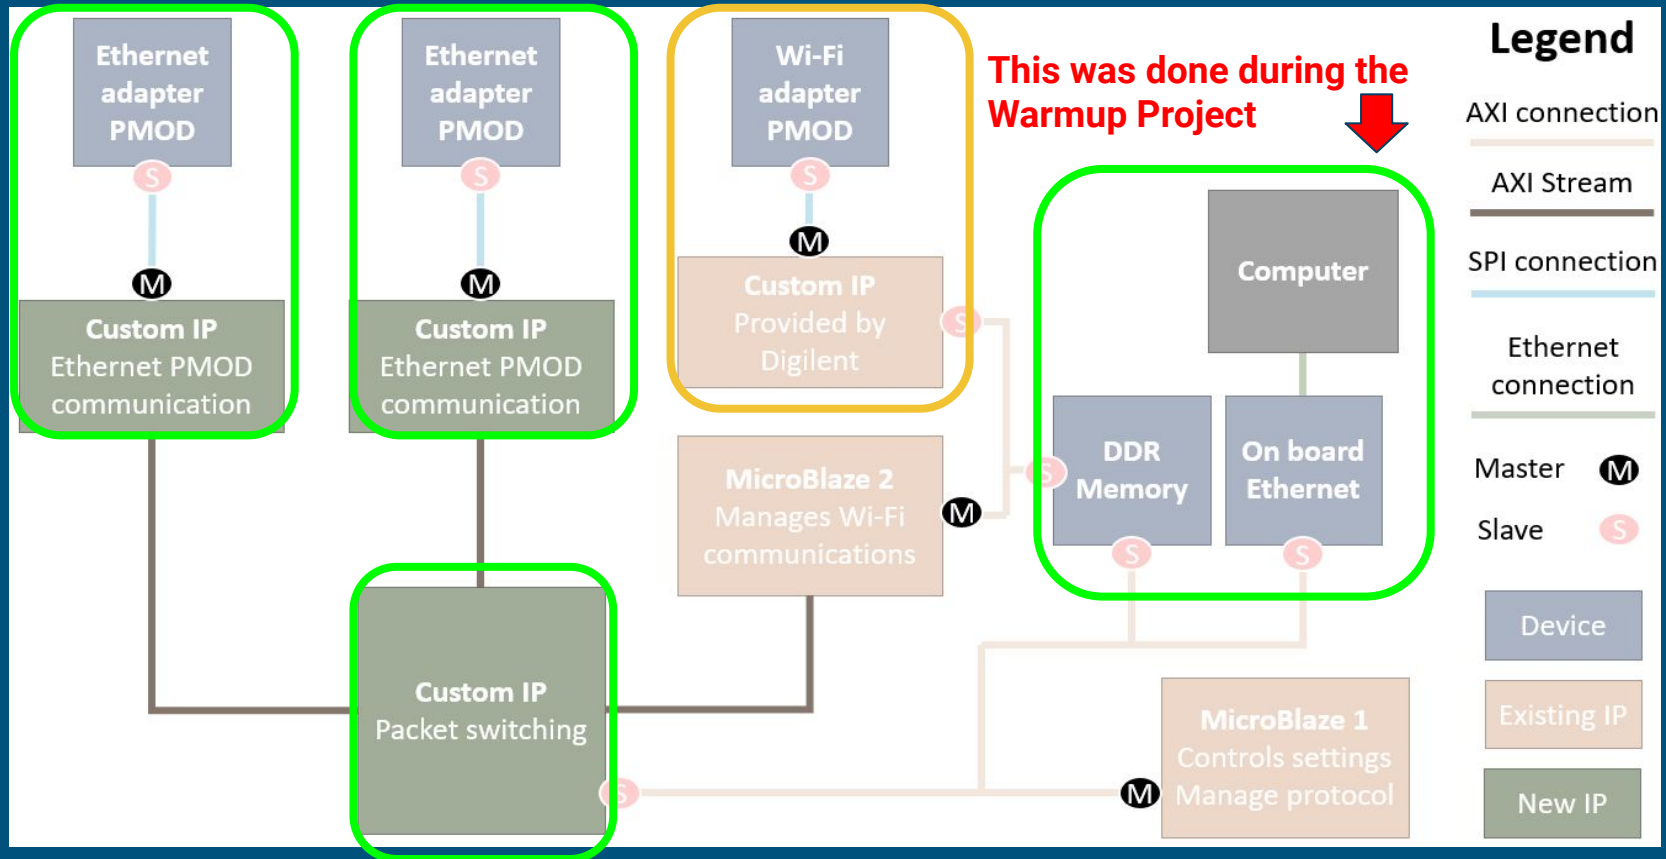 Ethernet
adapter
PMOD
S
M
Custom IP
Ethernet PMOD
communication
Ethernet
adapter
PMOD
S
M
Custom IP
Ethernet PMOD
communication
Wi-Fi
adapter
PMOD
S
M
Custom IP
Provided by
Digilent
S
This was done during the
Warmup Project
Computer
DDR
Memory
S
S
On board
Ethernet
S
MicroBlaze 2
Manages Wi-Fi
communications
M
Custom IP
Packet switching
S
MicroBlaze 1
Controls settings
Manage protocol
M
Legend
AXI connection
AXI Stream
SPI connection
Ethernet
connection
Master M
Slave S
Device
Existing IP
New IP